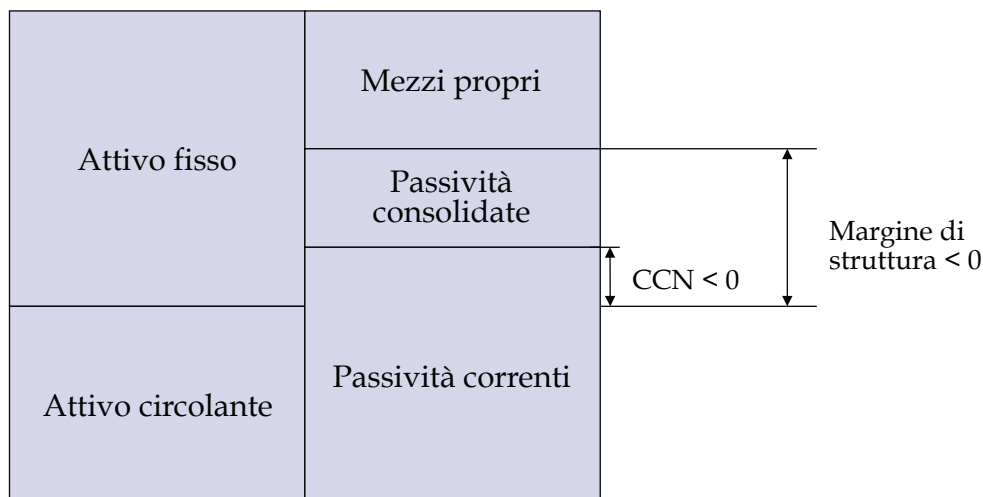 Mezzi propri
Attivo fisso
Passività
consolidate
Margine di
struttura < 0
CCN < 0
Passività correnti
Attivo circolante